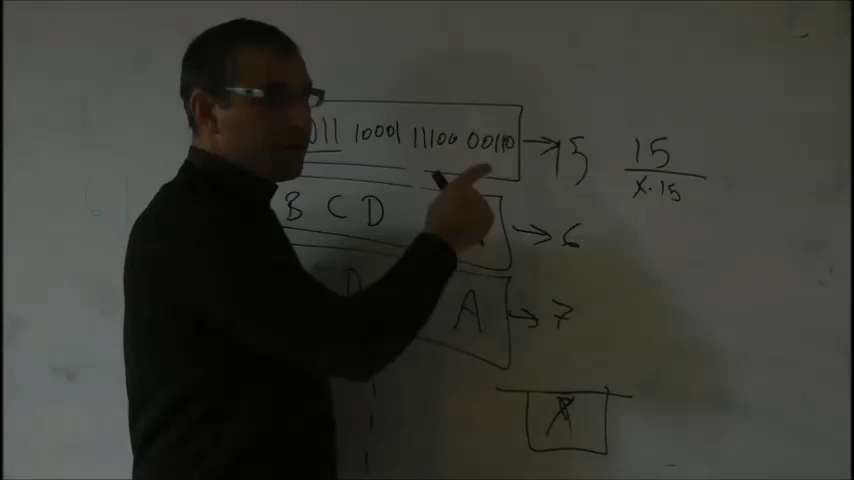 011 10001 11100 00110 → 15
15
x·15
B C D → 6
D A → 7